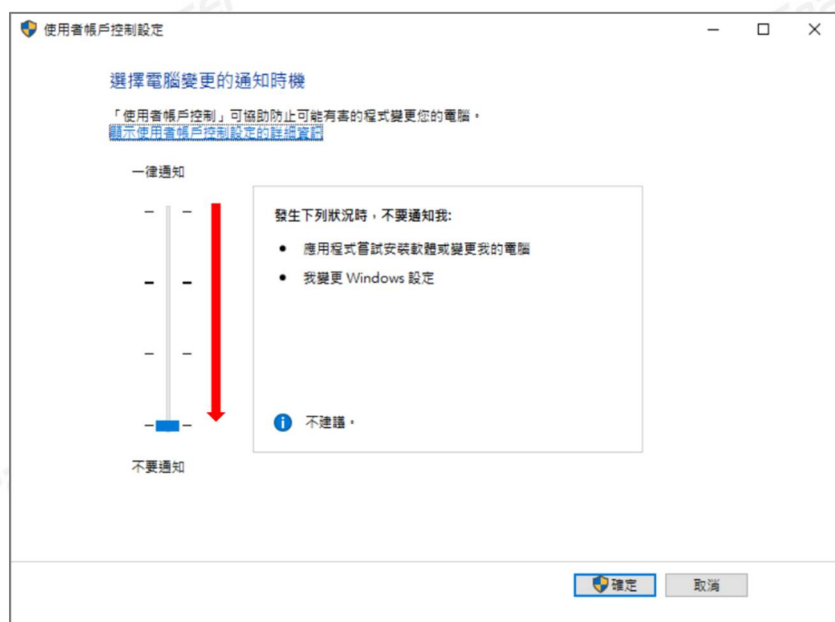 使用者帳戶控制設定
選擇電腦變更的通知時機
「使用者帳戶控制」可協助防止可能有害的程式變更您的電腦。
顯示使用者帳戶控制設定的詳細資訊
一律通知
發生下列狀況時，不要通知我:
• 應用程式嘗試安裝軟體或變更我的電腦
• 我變更 Windows 設定
不建議。
不要通知
確定
取消